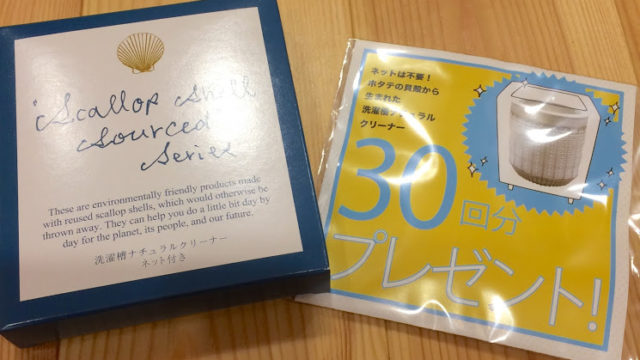 "Scallop Shell
Sourced
Series"
These are environmentally friendly products made
with reused scallop shells, which would otherwise be
thrown away. They can help you do a little bit day by
day for the planet, its people, and our future.
洗濯槽ナチュラルクリーナー
ネット付き
ネットは不要！
ホタテの貝殻から
生まれた
洗濯槽ナチュラル
クリーナー
30回分
プレゼント！